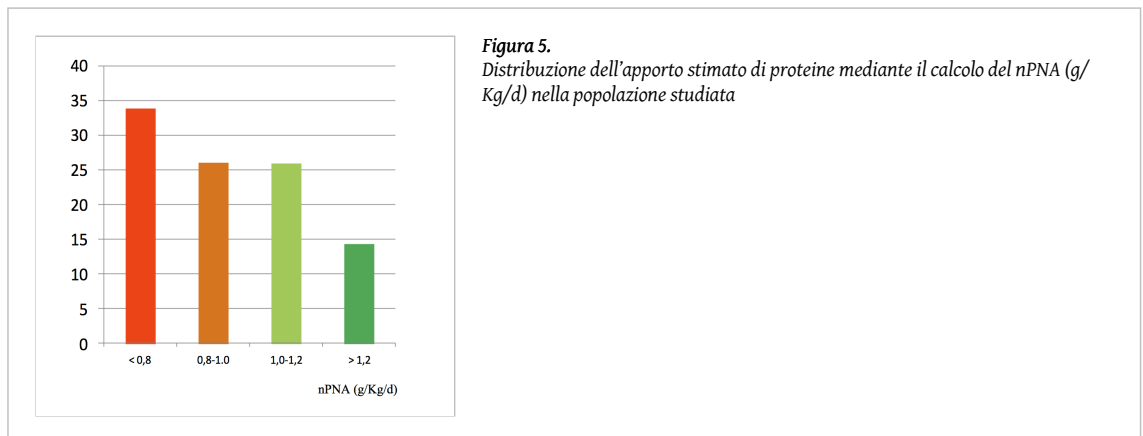 Figura 5.
Distribuzione dell'apporto stimato di proteine mediante il calcolo del nPNA (g/
Kg/d) nella popolazione studiata
40
35
30
25
20
15
10
5
0
< 0,8 0,8-1.0 1,0-1,2 > 1,2
nPNA (g/Kg/d)